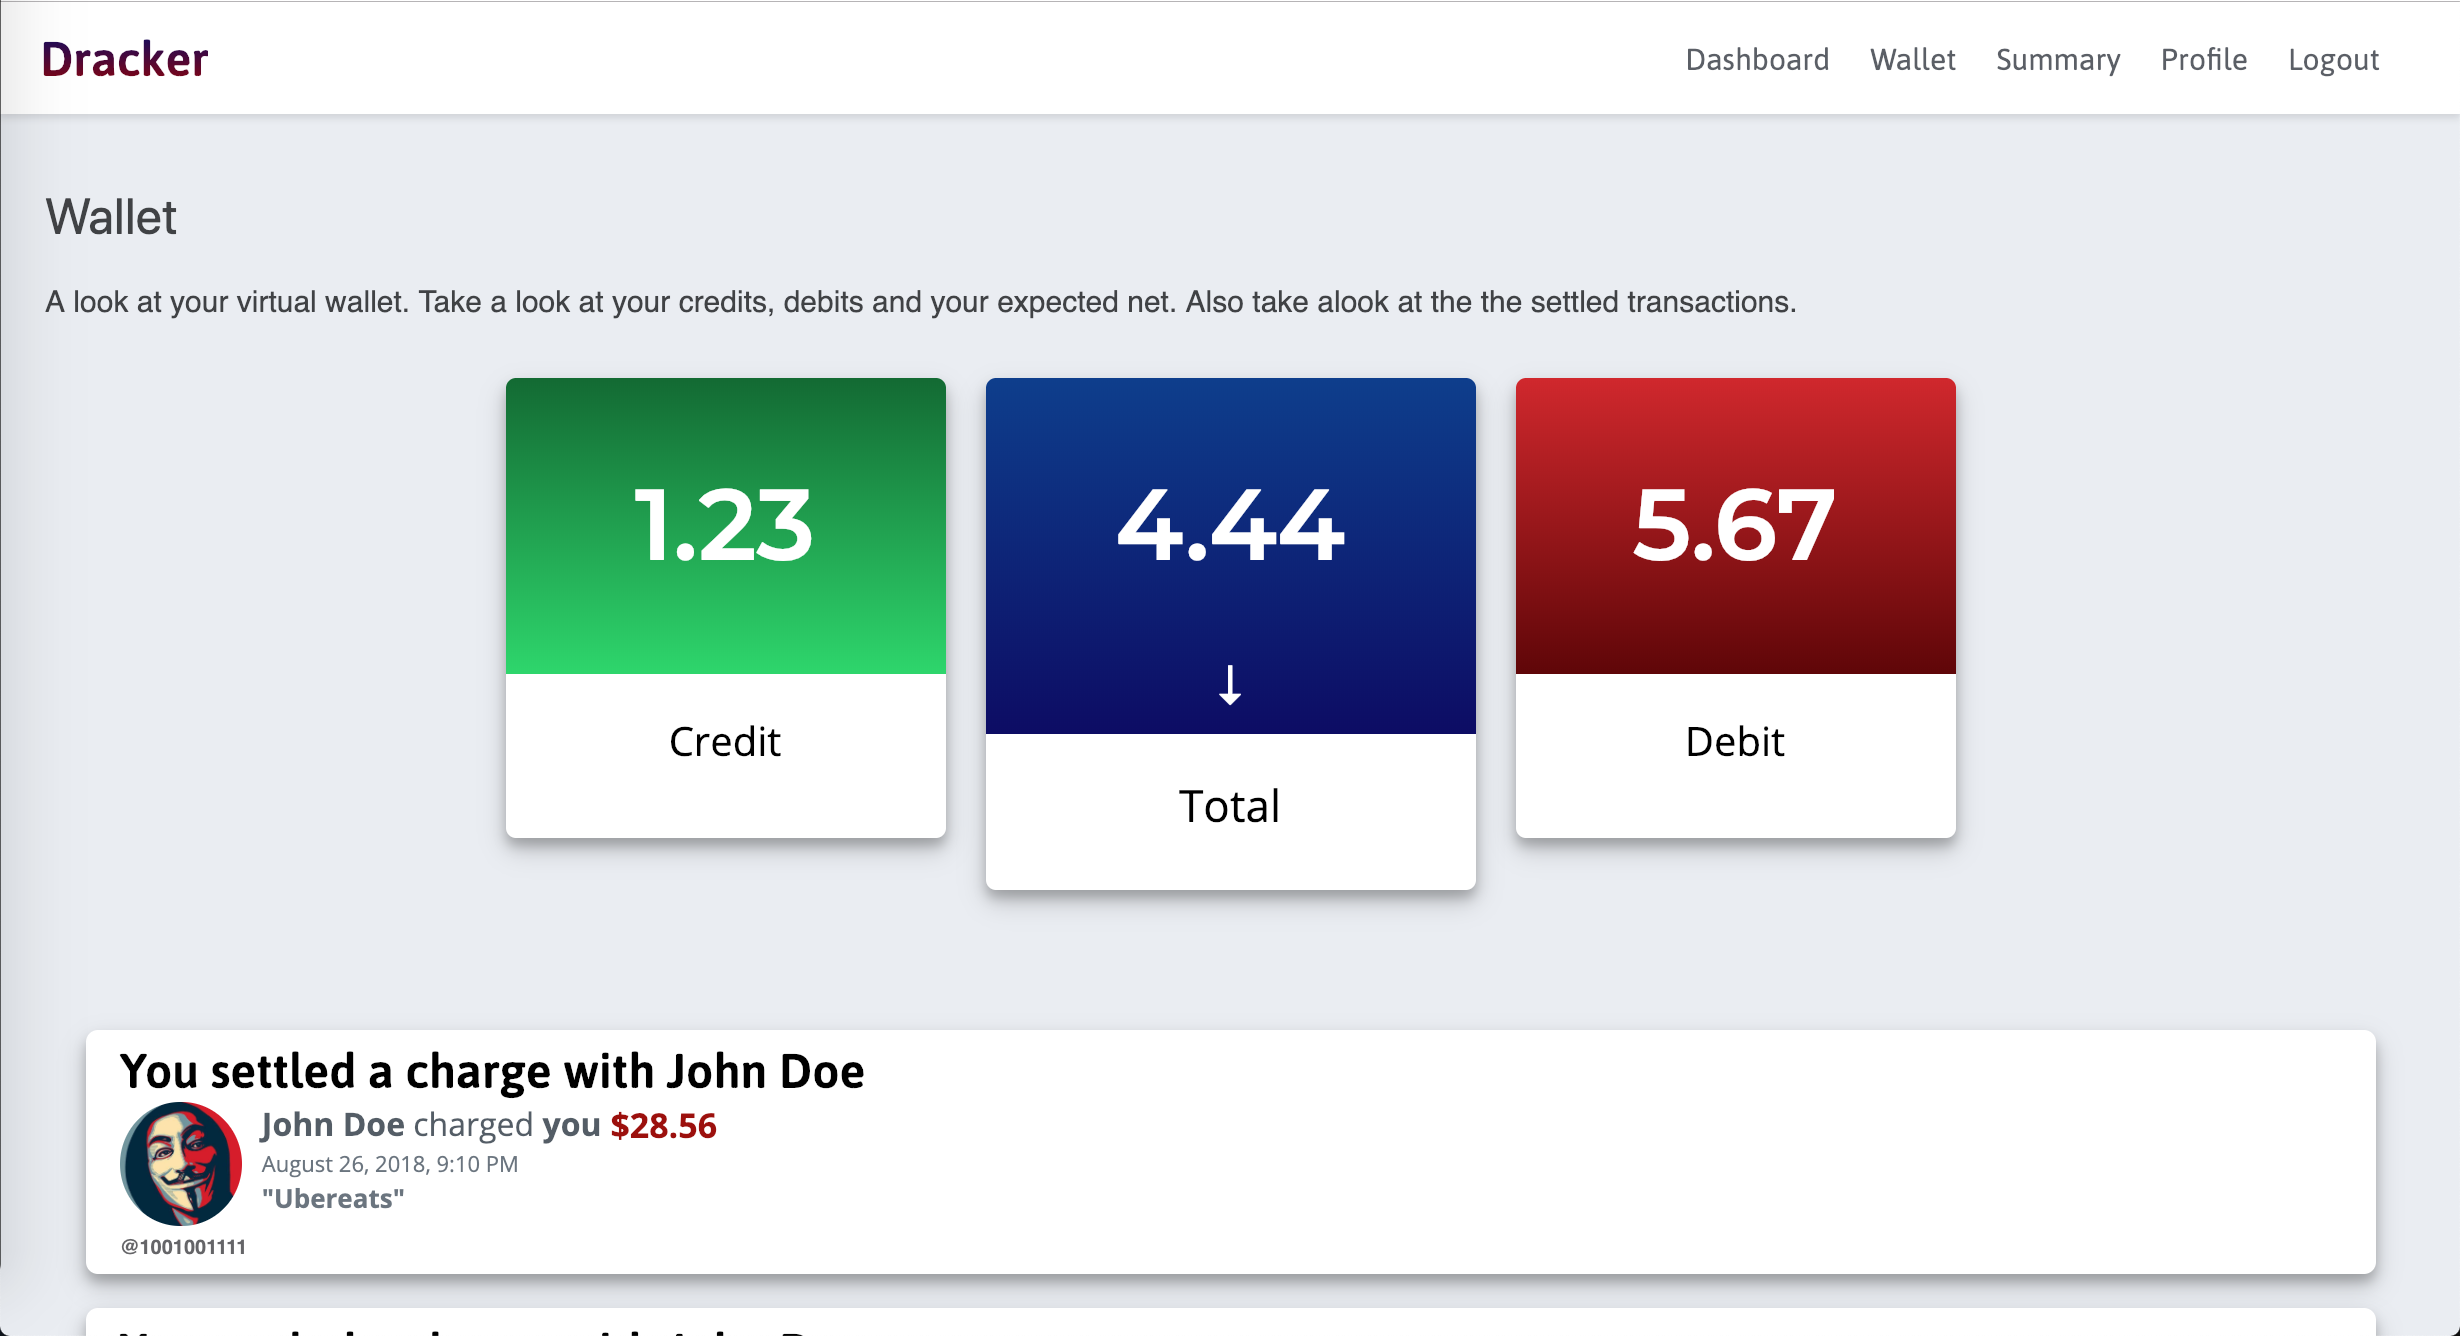 Dracker
Dashboard Wallet Summary Profile Logout
Wallet
A look at your virtual wallet. Take a look at your credits, debits and your expected net. Also take alook at the the settled transactions.
1.23
4.44
5.67
↓
Credit
Debit
Total
You settled a charge with John Doe
John Doe charged you $28.56
August 26, 2018, 9:10 PM
"Ubereats"
@1001001111